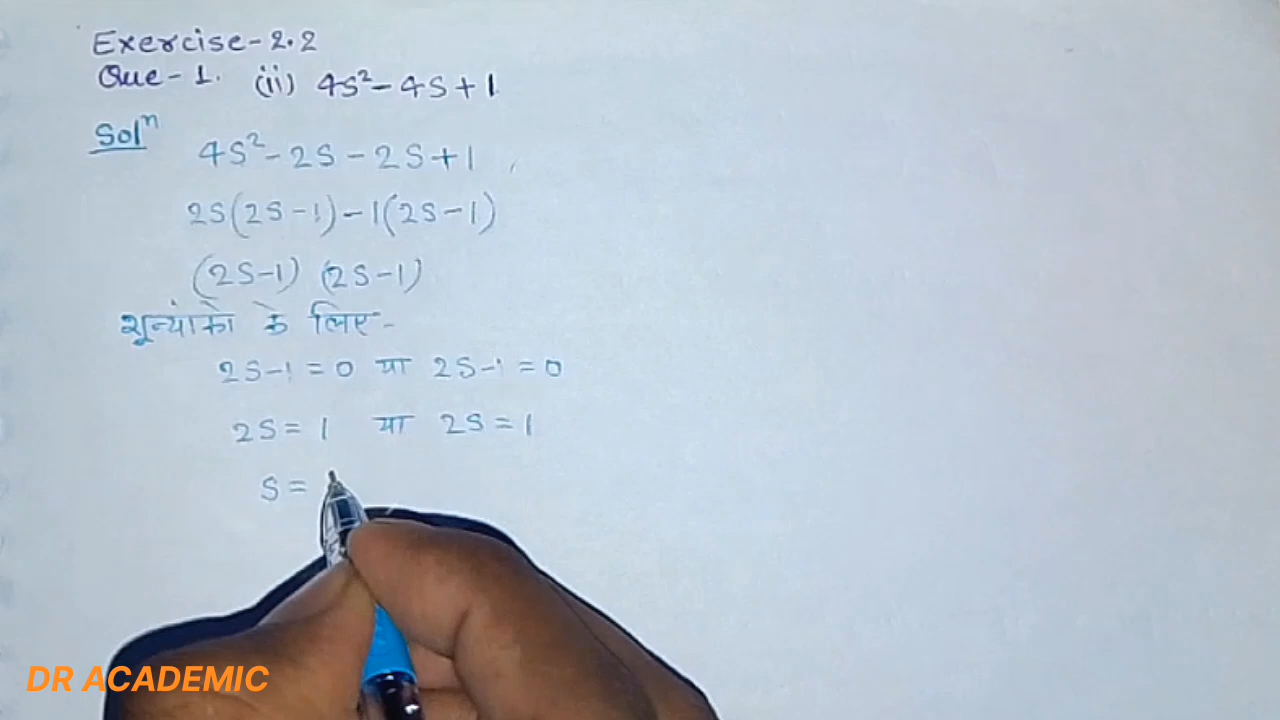 Exercise-2.2
Que-1. (ii) 4s²-4s+1
Solⁿ
4s²-2s-2s+1
2s(2s-1)-1(2s-1)
(2s-1) (2s-1)
शून्यांको के लिए-
2s-1=0 या 2s-1=0
2s=1 या 2s=1
s=
DR ACADEMIC